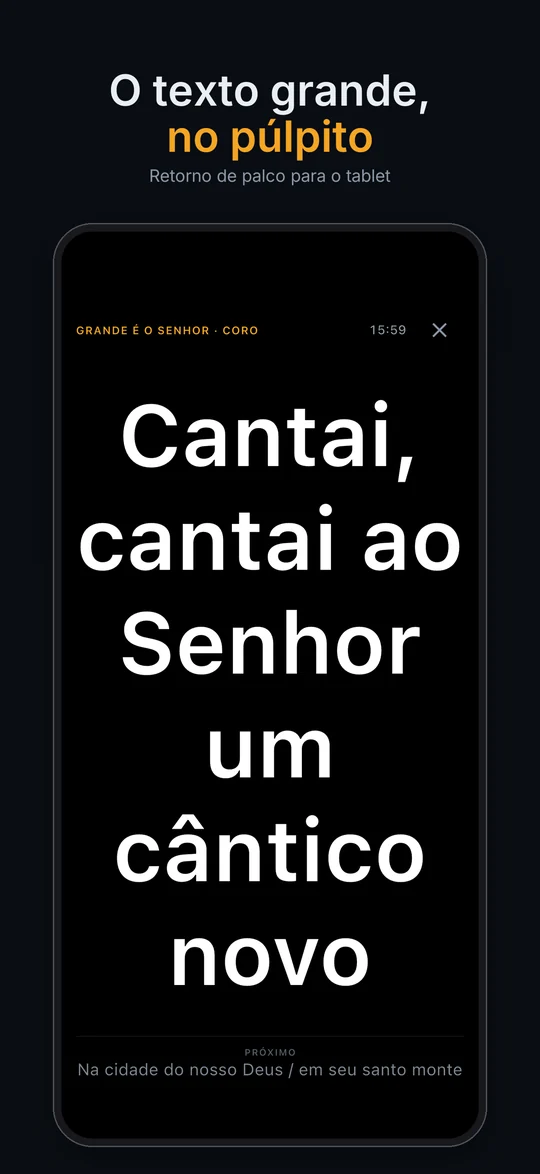 O texto grande,
no púlpito
Retorno de palco para o tablet
GRANDE É O SENHOR · CORO 15:59
Cantai,
cantai ao
Senhor
um
cântico
novo
PRÓXIMO
Na cidade do nosso Deus / em seu santo monte